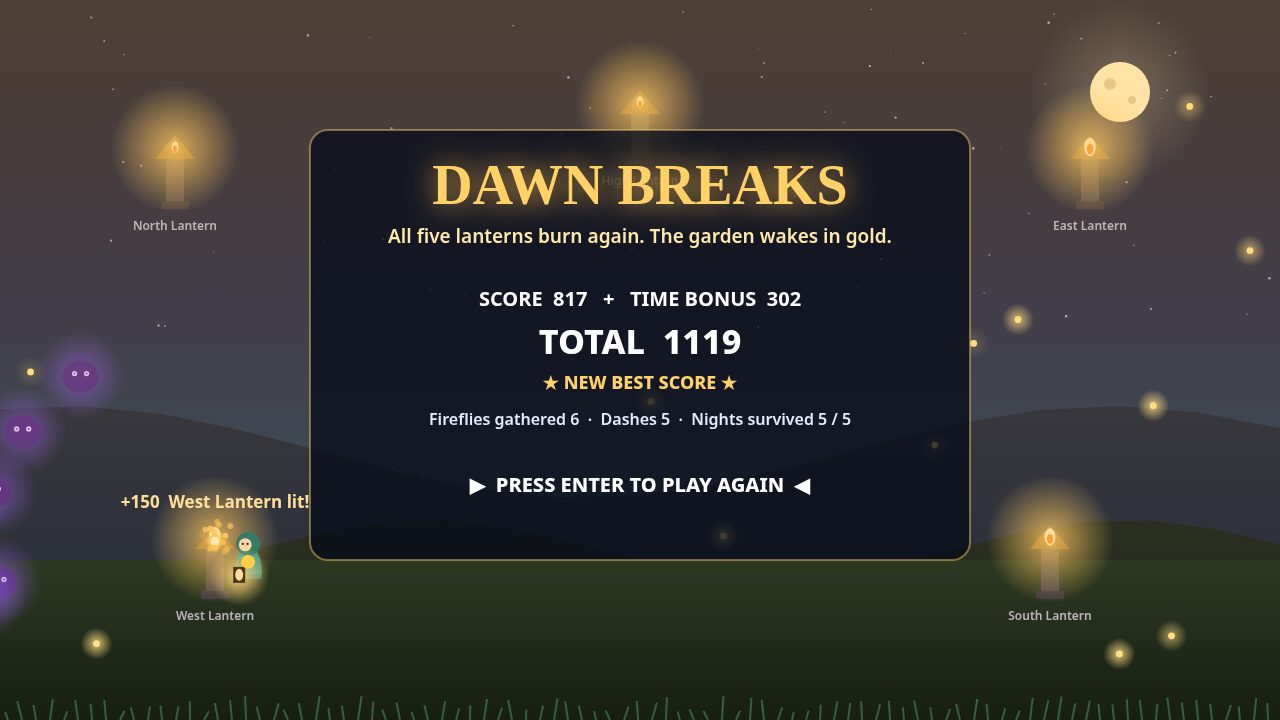 DAWN BREAKS
All five lanterns burn again. The garden wakes in gold.
SCORE 817 + TIME BONUS 302
TOTAL 1119
★ NEW BEST SCORE ★
Fireflies gathered 6 · Dashes 5 · Nights survived 5 / 5
▶ PRESS ENTER TO PLAY AGAIN ◀
North Lantern
East Lantern
+150 West Lantern lit!
West Lantern
South Lantern